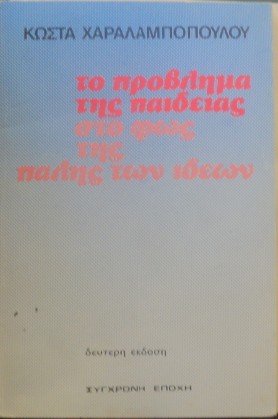 ΚΩΣΤΑ ΧΑΡΑΛΑΜΠΟΠΟΥΛΟΥ
το προβλημα
της παιδειας
στο φως
της
παλης των ιδεων
δευτερη εκδοση
ΣΥΓΧΡΟΝΗ ΕΠΟΧΗ